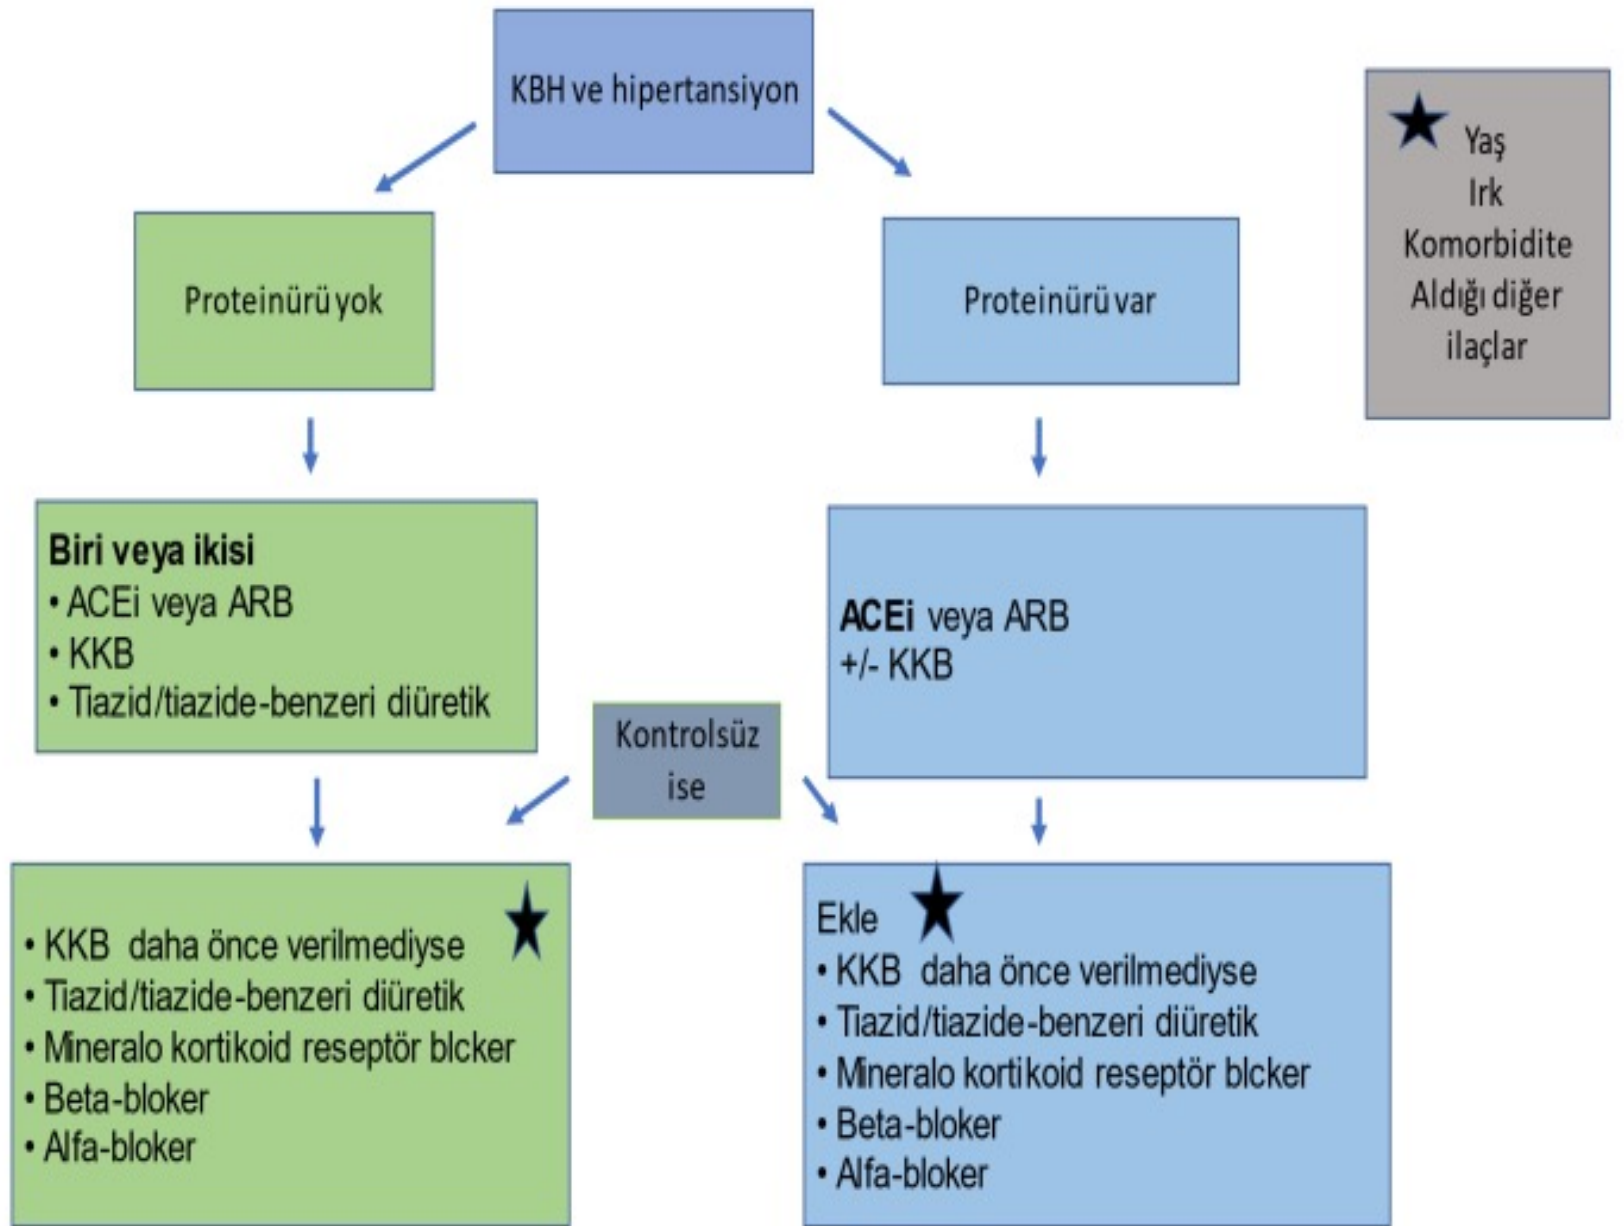 KBH ve hipertansiyon
Yaş
Irk
Komorbidite
Aldığı diğer
ilaçlar
Proteinürü yok
Proteinürü var
Biri veya ikisi
• ACEi veya ARB
• KKB
• Tiazid/tiazide-benzeri diüretik
ACEi veya ARB
+/- KKB
Kontrolsüz
ise
• KKB daha önce verilmediyse
• Tiazid/tiazide-benzeri diüretik
• Mineralo kortikoid reseptör blcker
• Beta-bloker
• Alfa-bloker
Ekle
• KKB daha önce verilmediyse
• Tiazid/tiazide-benzeri diüretik
• Mineralo kortikoid reseptör blcker
• Beta-bloker
• Alfa-bloker